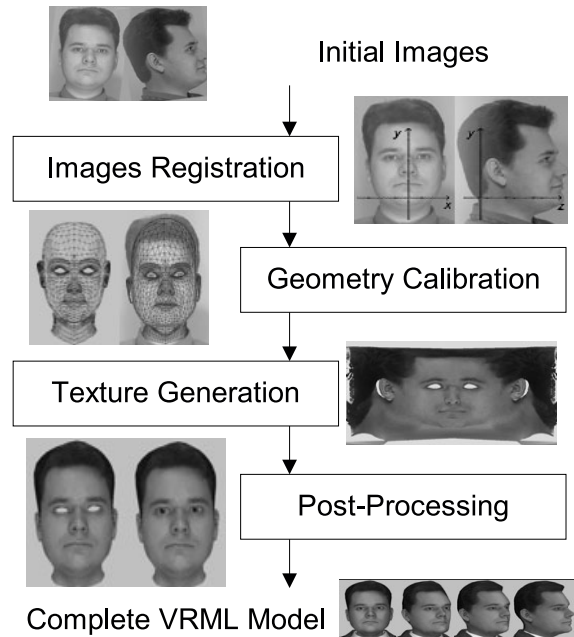 Initial Images
Images Registration
y
x
y
z
Geometry Calibration
Texture Generation
Post-Processing
Complete VRML Model